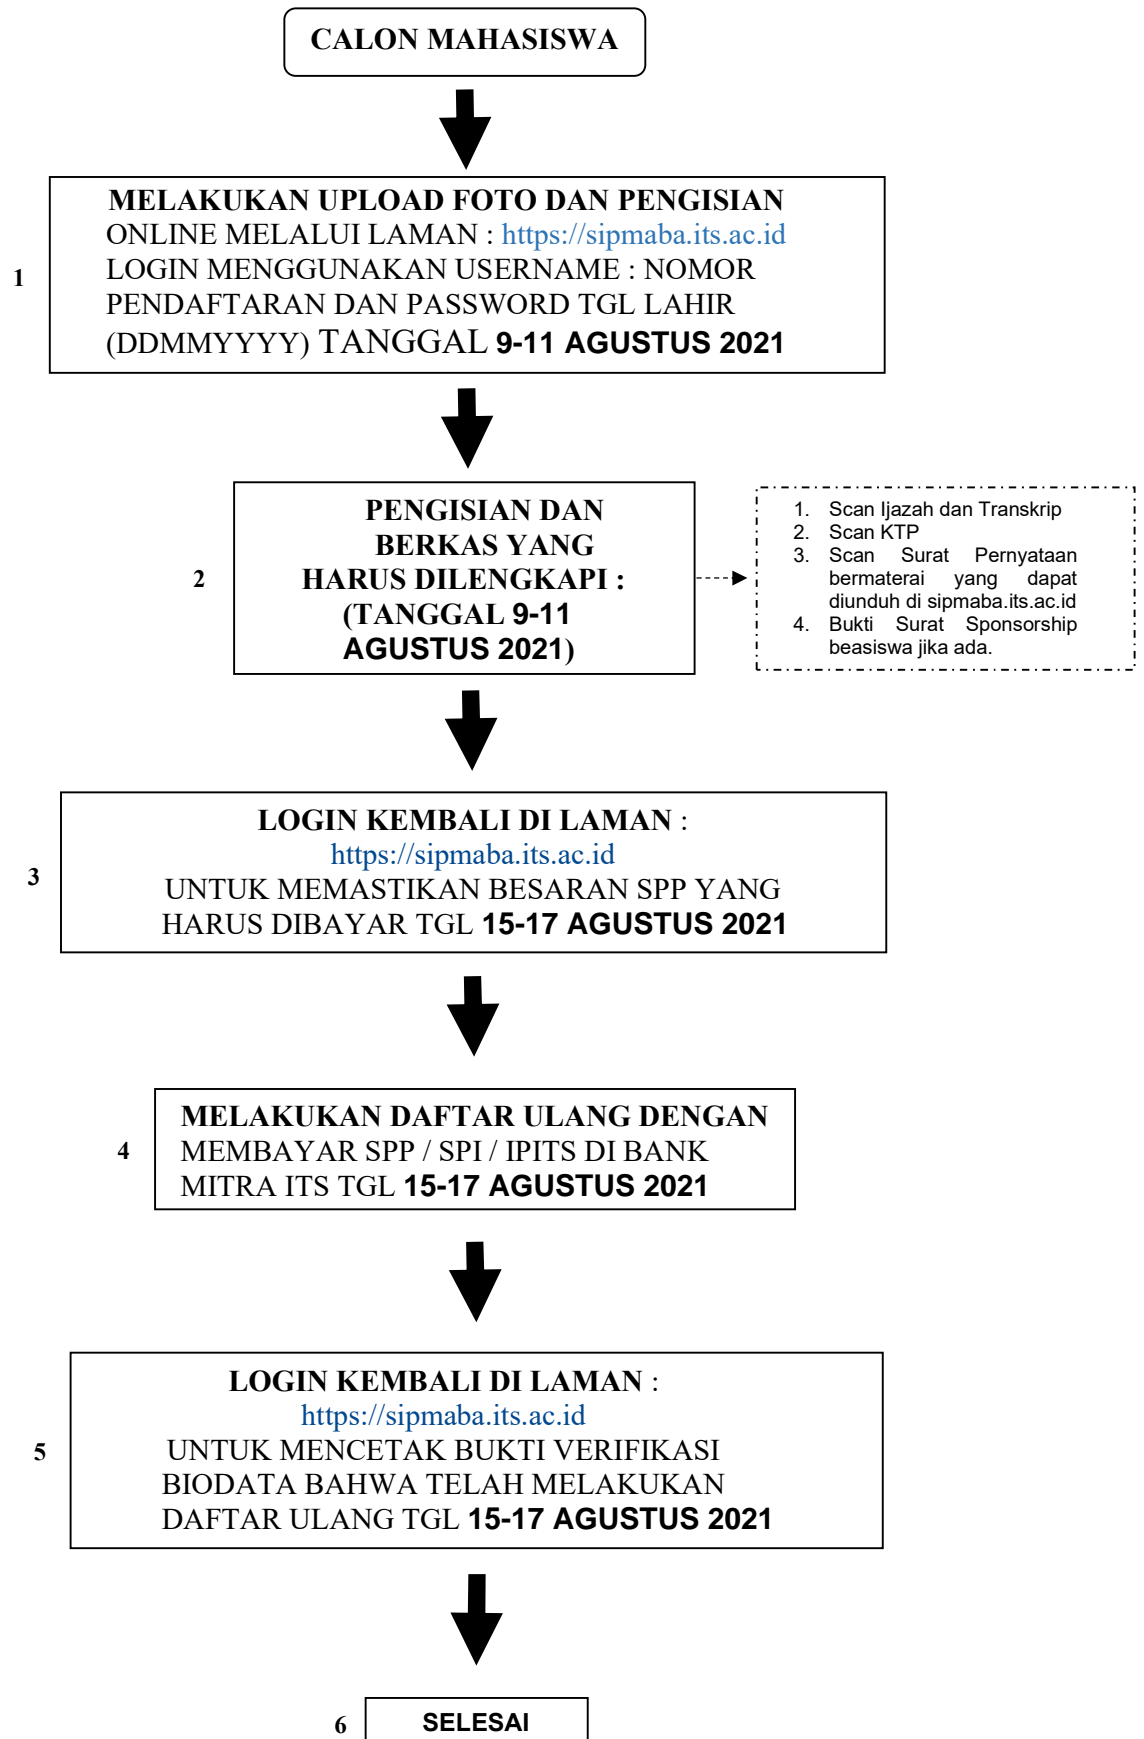 CALON MAHASISWA
1
MELAKUKAN UPLOAD FOTO DAN PENGISIAN
ONLINE MELALUI LAMAN : https://sipmaba.its.ac.id
LOGIN MENGGUNAKAN USERNAME : NOMOR
PENDAFTARAN DAN PASSWORD TGL LAHIR
(DDMMYYYY) TANGGAL 9-11 AGUSTUS 2021
2
PENGISIAN DAN
BERKAS YANG
HARUS DILENGKAPI :
(TANGGAL 9-11
AGUSTUS 2021)
1. Scan Ijazah dan Transkrip
2. Scan KTP
3. Scan Surat Pernyataan
bermaterai yang dapat
diunduh di sipmaba.its.ac.id
4. Bukti Surat Sponsorship
beasiswa jika ada.
3
LOGIN KEMBALI DI LAMAN :
https://sipmaba.its.ac.id
UNTUK MEMASTIKAN BESARAN SPP YANG
HARUS DIBAYAR TGL 15-17 AGUSTUS 2021
4
MELAKUKAN DAFTAR ULANG DENGAN
MEMBAYAR SPP / SPI / IPITS DI BANK
MITRA ITS TGL 15-17 AGUSTUS 2021
5
LOGIN KEMBALI DI LAMAN :
https://sipmaba.its.ac.id
UNTUK MENCETAK BUKTI VERIFIKASI
BIODATA BAHWA TELAH MELAKUKAN
DAFTAR ULANG TGL 15-17 AGUSTUS 2021
6
SELESAI